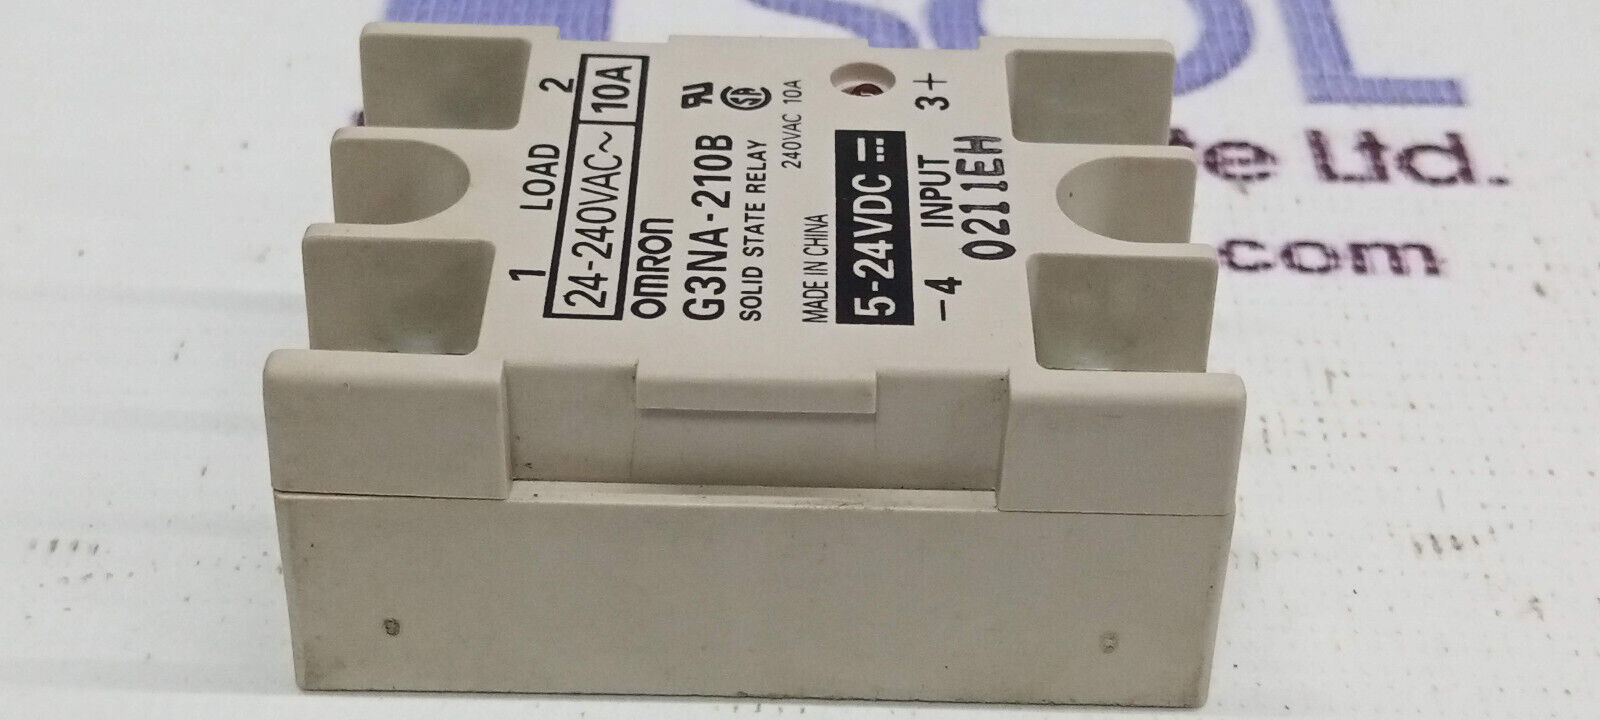 1 LOAD 2
24-240VAC~ 10A
OMRON
G3NA-210B
SOLID STATE RELAY
240VAC 10A
MADE IN CHINA
5-24VDC
-4 INPUT 3+
0211EH
Ltd.
.com